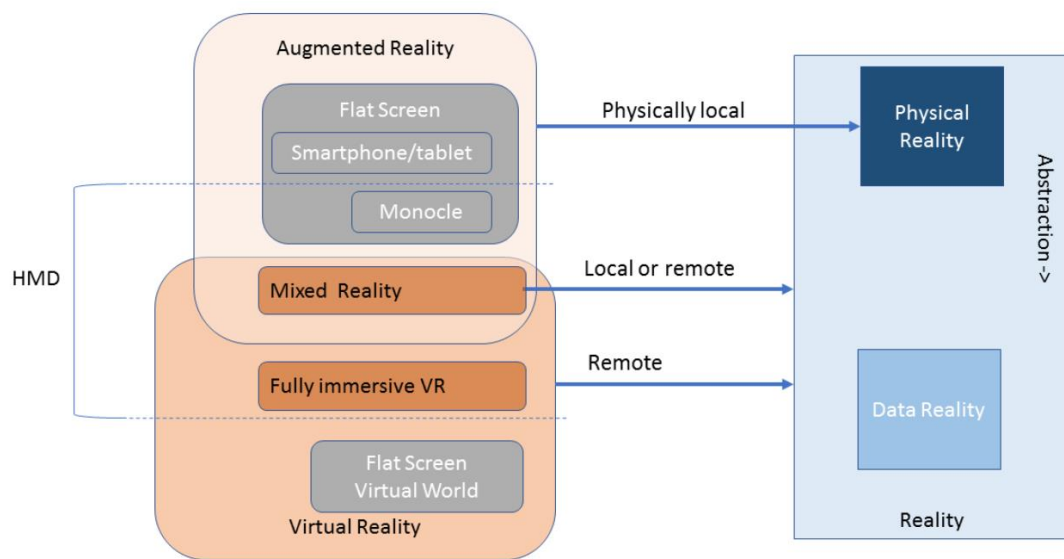 Augmented Reality
Flat Screen
Smartphone/tablet
Monocle
HMD
Mixed Reality
Fully immersive VR
Flat Screen
Virtual World
Virtual Reality
Physically local
Local or remote
Remote
Physical
Reality
Abstraction ->
Data Reality
Reality